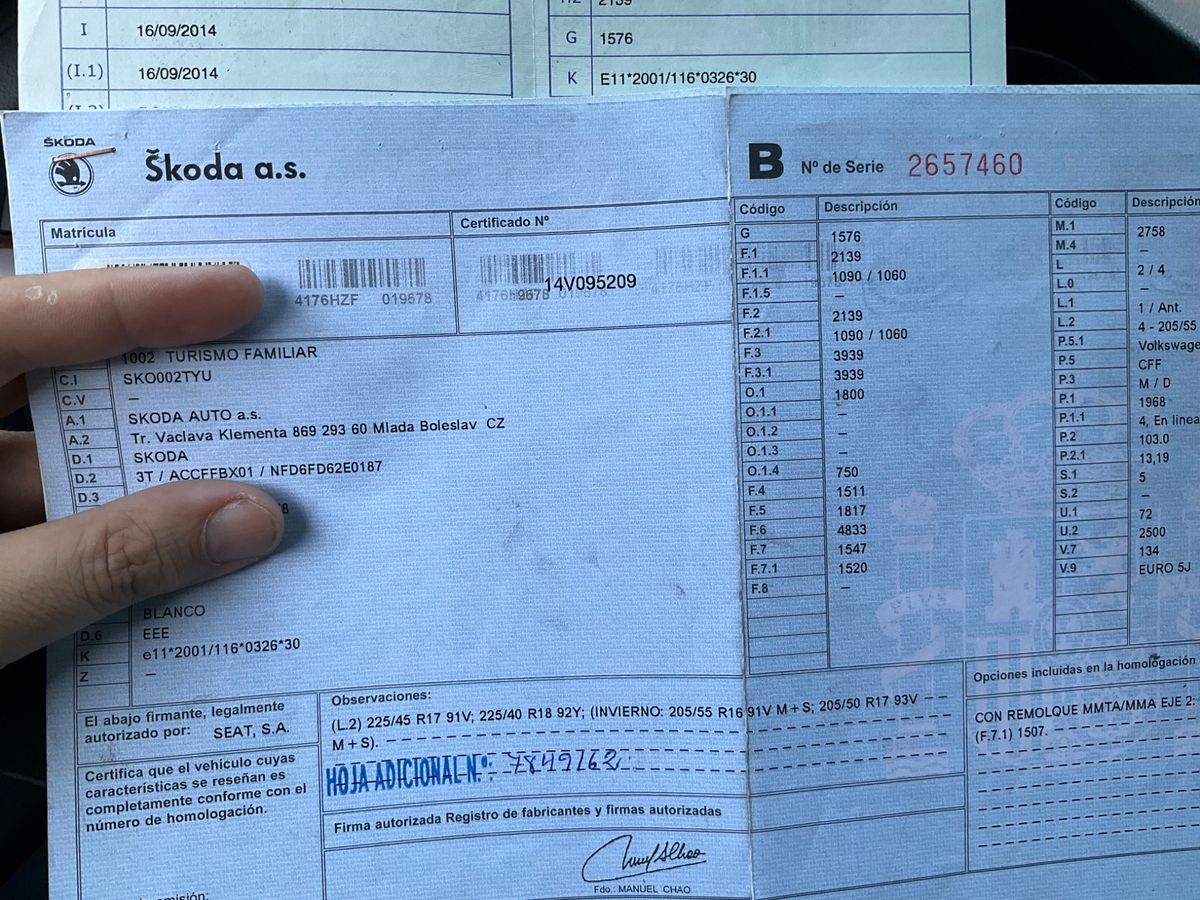 2139
I 16/09/2014
G 1576
(I.1) 16/09/2014
K E11*2001/116*0326*30
ŠKODA
Škoda a.s.
B Nº de Serie 2657460
Matrícula
Certificado Nº
4176HZF 019678
14V095209
1002 TURISMO FAMILIAR
C.I SKO002TYU
C.V –
A.1 SKODA AUTO a.s.
A.2 Tr. Vaclava Klementa 869 293 60 Mlada Boleslav CZ
D.1 SKODA
D.2 3T / ACCFFBX01 / NFD6FD62E0187
D.3
BLANCO
D.6 EEE
K e11*2001/116*0326*30
Z –
Código Descripción
G 1576
F.1 2139
F.1.1 1090 / 1060
F.1.5 –
F.2 2139
F.2.1 1090 / 1060
F.3 3939
F.3.1 3939
O.1 1800
O.1.1 –
O.1.2 –
O.1.3 –
O.1.4 750
F.4 1511
F.5 1817
F.6 4833
F.7 1547
F.7.1 1520
F.8 –
Código Descripción
M.1 2758
M.4 –
L 2 / 4
L.0 –
L.1 1 / Ant.
L.2 4 - 205/55
P.5.1 Volkswage
P.5 CFF
P.3 M / D
P.1 1968
P.1.1 4, En linea
P.2 103.0
P.2.1 13,19
S.1 5
S.2 –
U.1 72
U.2 2500
V.7 134
V.9 EURO 5J
El abajo firmante, legalmente
autorizado por: SEAT, S.A.
Certifica que el vehículo cuyas
características se reseñan es
completamente conforme con el
número de homologación.
Observaciones:
(L.2) 225/45 R17 91V; 225/40 R18 92Y; (INVIERNO: 205/55 R16 91V M + S; 205/50 R17 93V
M + S).
HOJA ADICIONAL N.º: 7849762
Firma autorizada Registro de fabricantes y firmas autorizadas
Fdo.: MANUEL CHAO
Opciones incluidas en la homologación
CON REMOLQUE MMTA/MMA EJE 2:
(F.7.1) 1507.